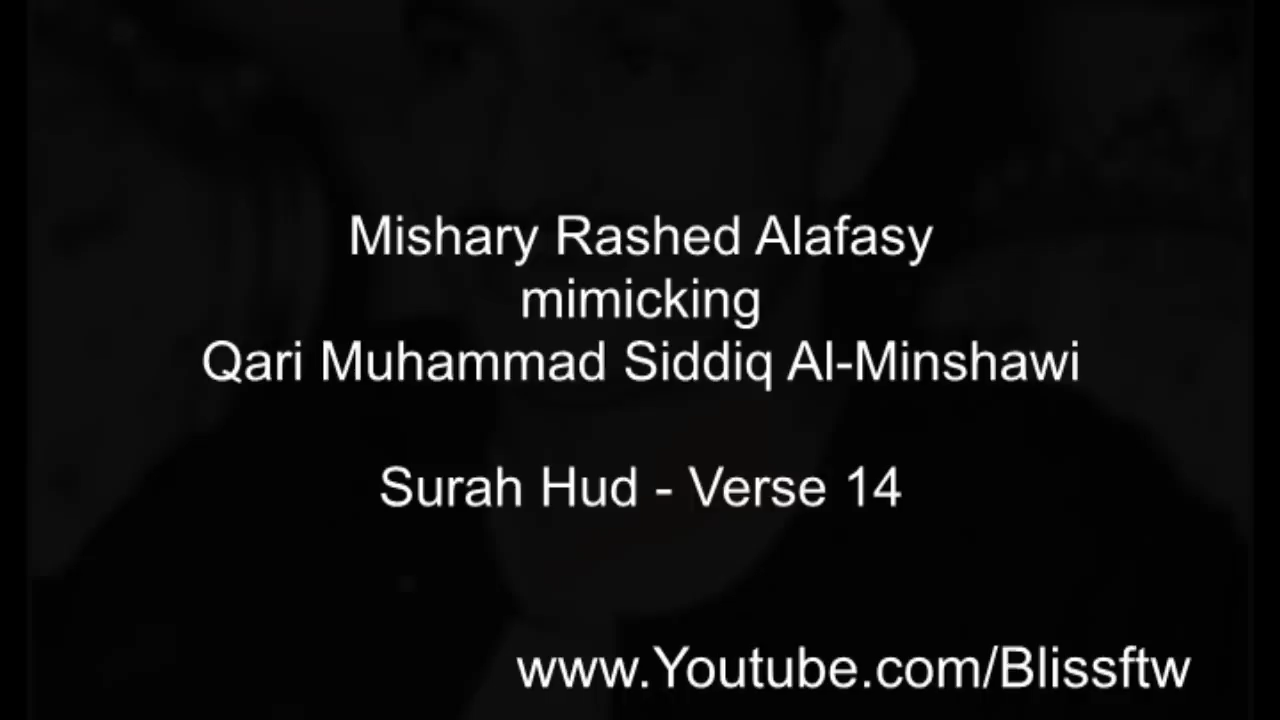 Mishary Rashed Alafasy
mimicking
Qari Muhammad Siddiq Al-Minshawi
Surah Hud - Verse 14
www.Youtube.com/Blissftw